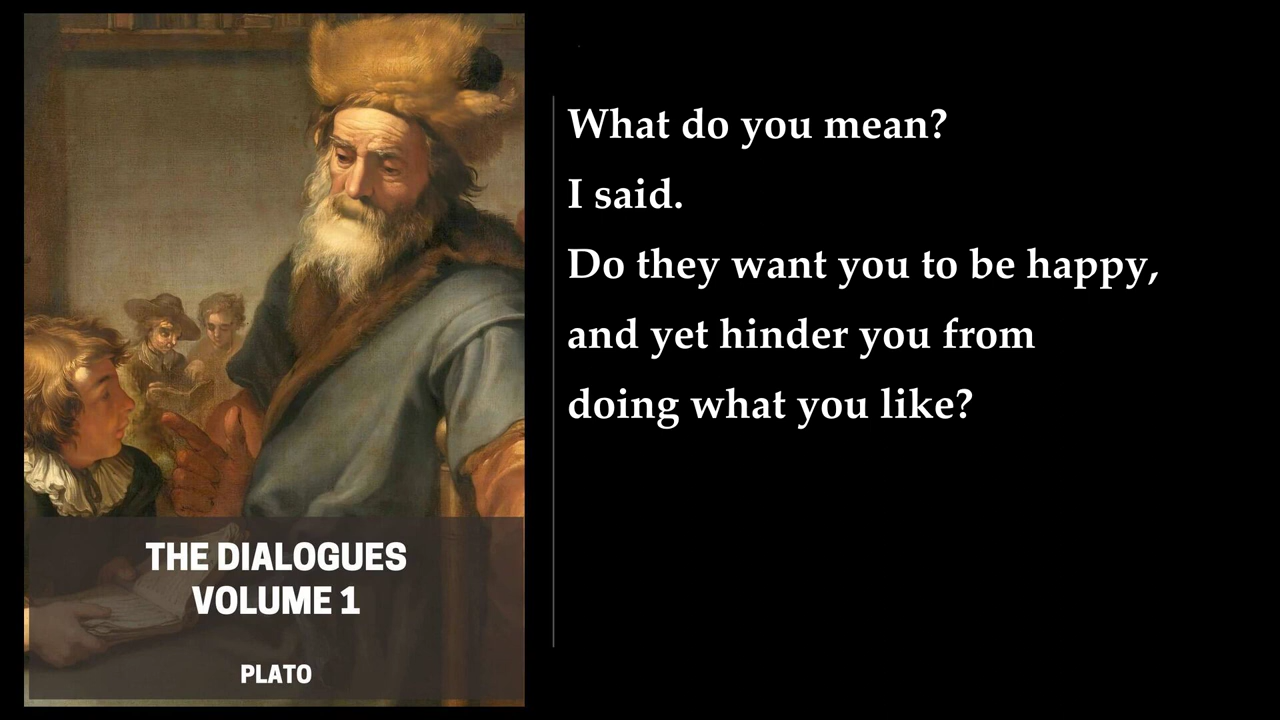 THE DIALOGUES
VOLUME 1
PLATO
What do you mean?
I said.
Do they want you to be happy,
and yet hinder you from
doing what you like?